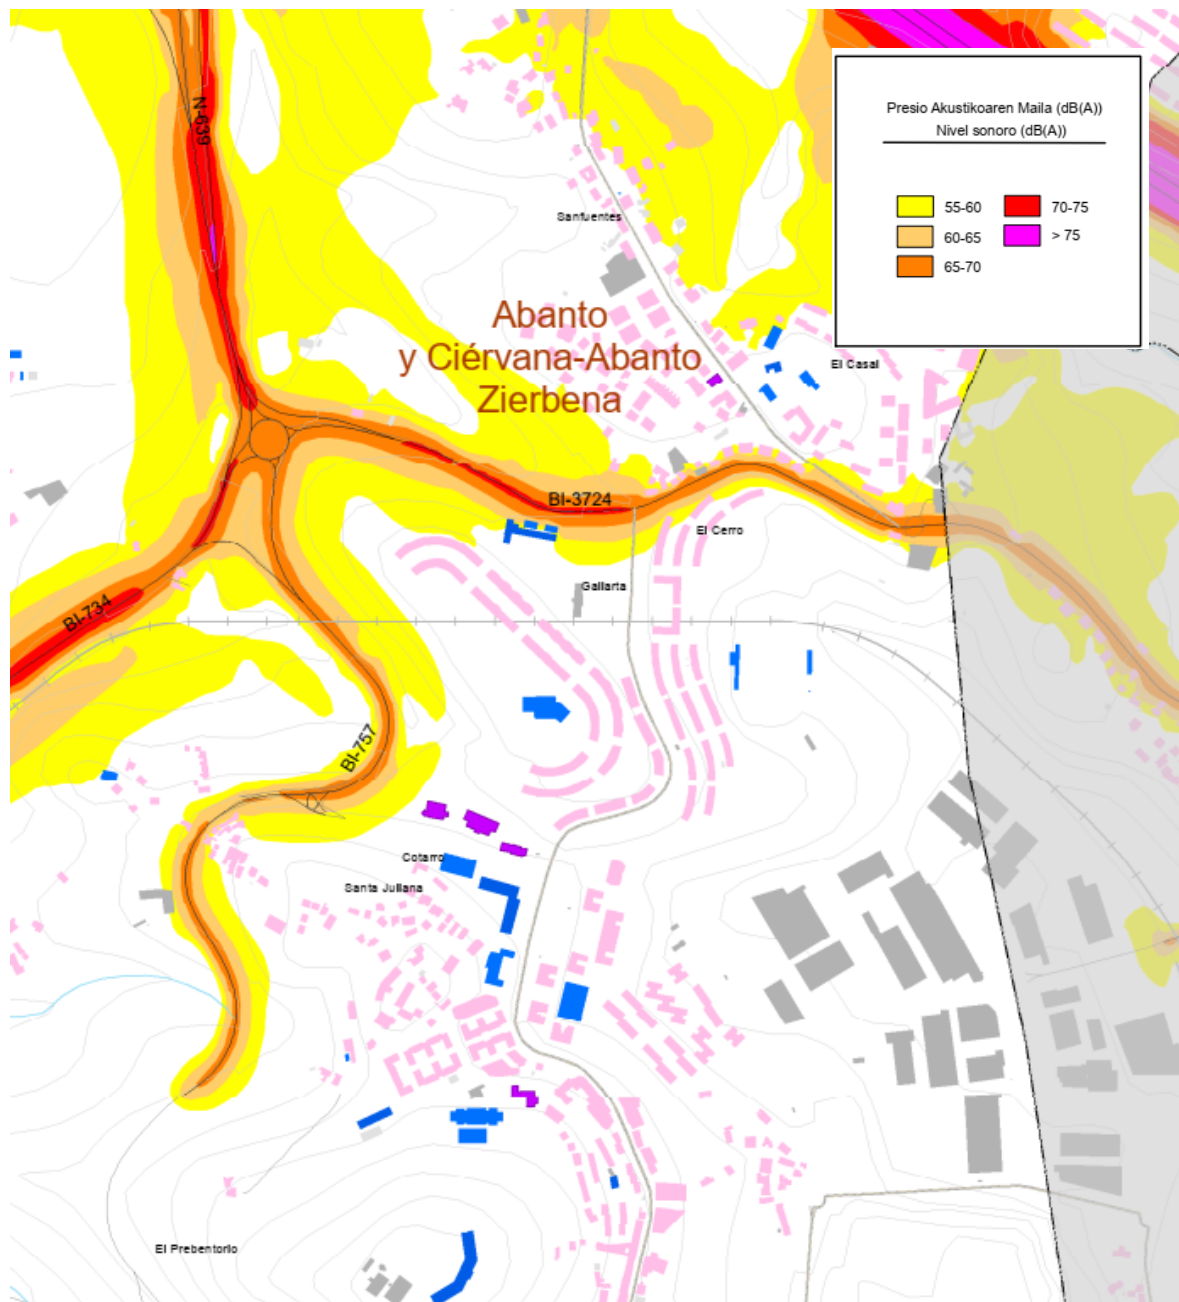 Presio Akustikoaren Maila (dB(A))
Nivel sonoro (dB(A))
55-60
70-75
60-65
> 75
65-70
N-639
Sanfuentes
Abanto
y Ciérvana-Abanto
Zierbena
El Casal
BI-3724
El Cerro
Gallarta
BI-734
BI-757
Cotarro
Santa Juliana
El Prebentorio